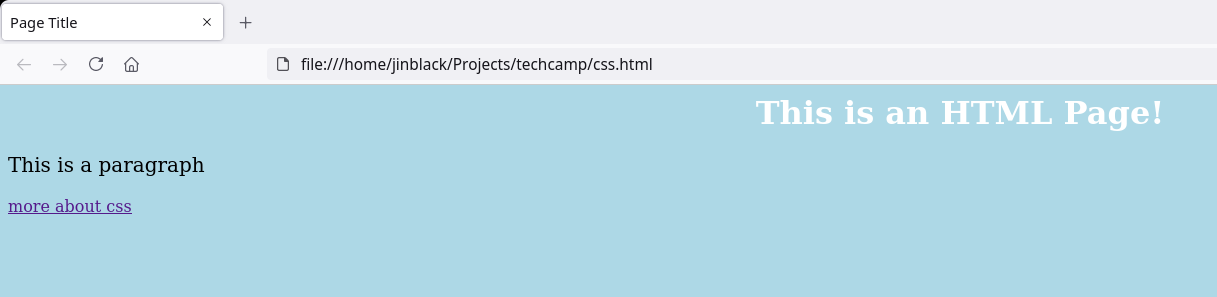 Page Title
file:///home/jinblack/Projects/techcamp/css.html
This is an HTML Page!
This is a paragraph
more about css